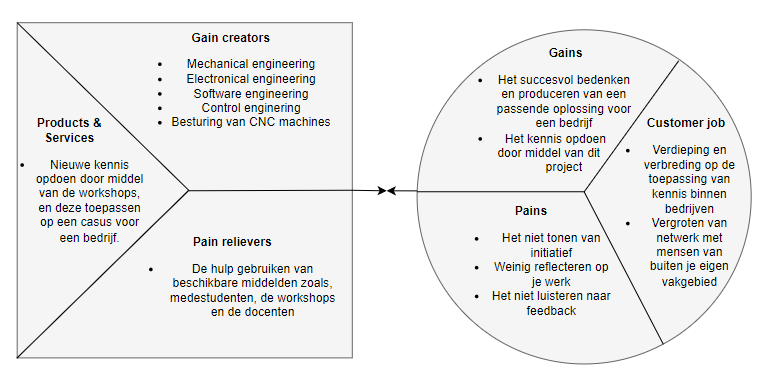 Gain creators
• Mechanical engineering
• Electronical engineering
• Software engineering
• Control enginering
• Besturing van CNC machines
Products &
Services
• Nieuwe kennis
opdoen door middel
van de workshops,
en deze toepassen
op een casus voor
een bedrijf.
Pain relievers
• De hulp gebruiken van
beschikbare middelden zoals,
medestudenten, de workshops
en de docenten
Gains
• Het succesvol bedenken
en produceren van een
passende oplossing voor
een bedrijf
• Het kennis opdoen
door middel van dit
project
Customer job
• Verdieping en
verbreding op de
toepassing van
kennis binnen
bedrijven
• Vergroten van
netwerk met
mensen van
buiten je eigen
vakgebied
Pains
• Het niet tonen van
initiatief
• Weinig reflecteren op
je werk
• Het niet luisteren naar
feedback